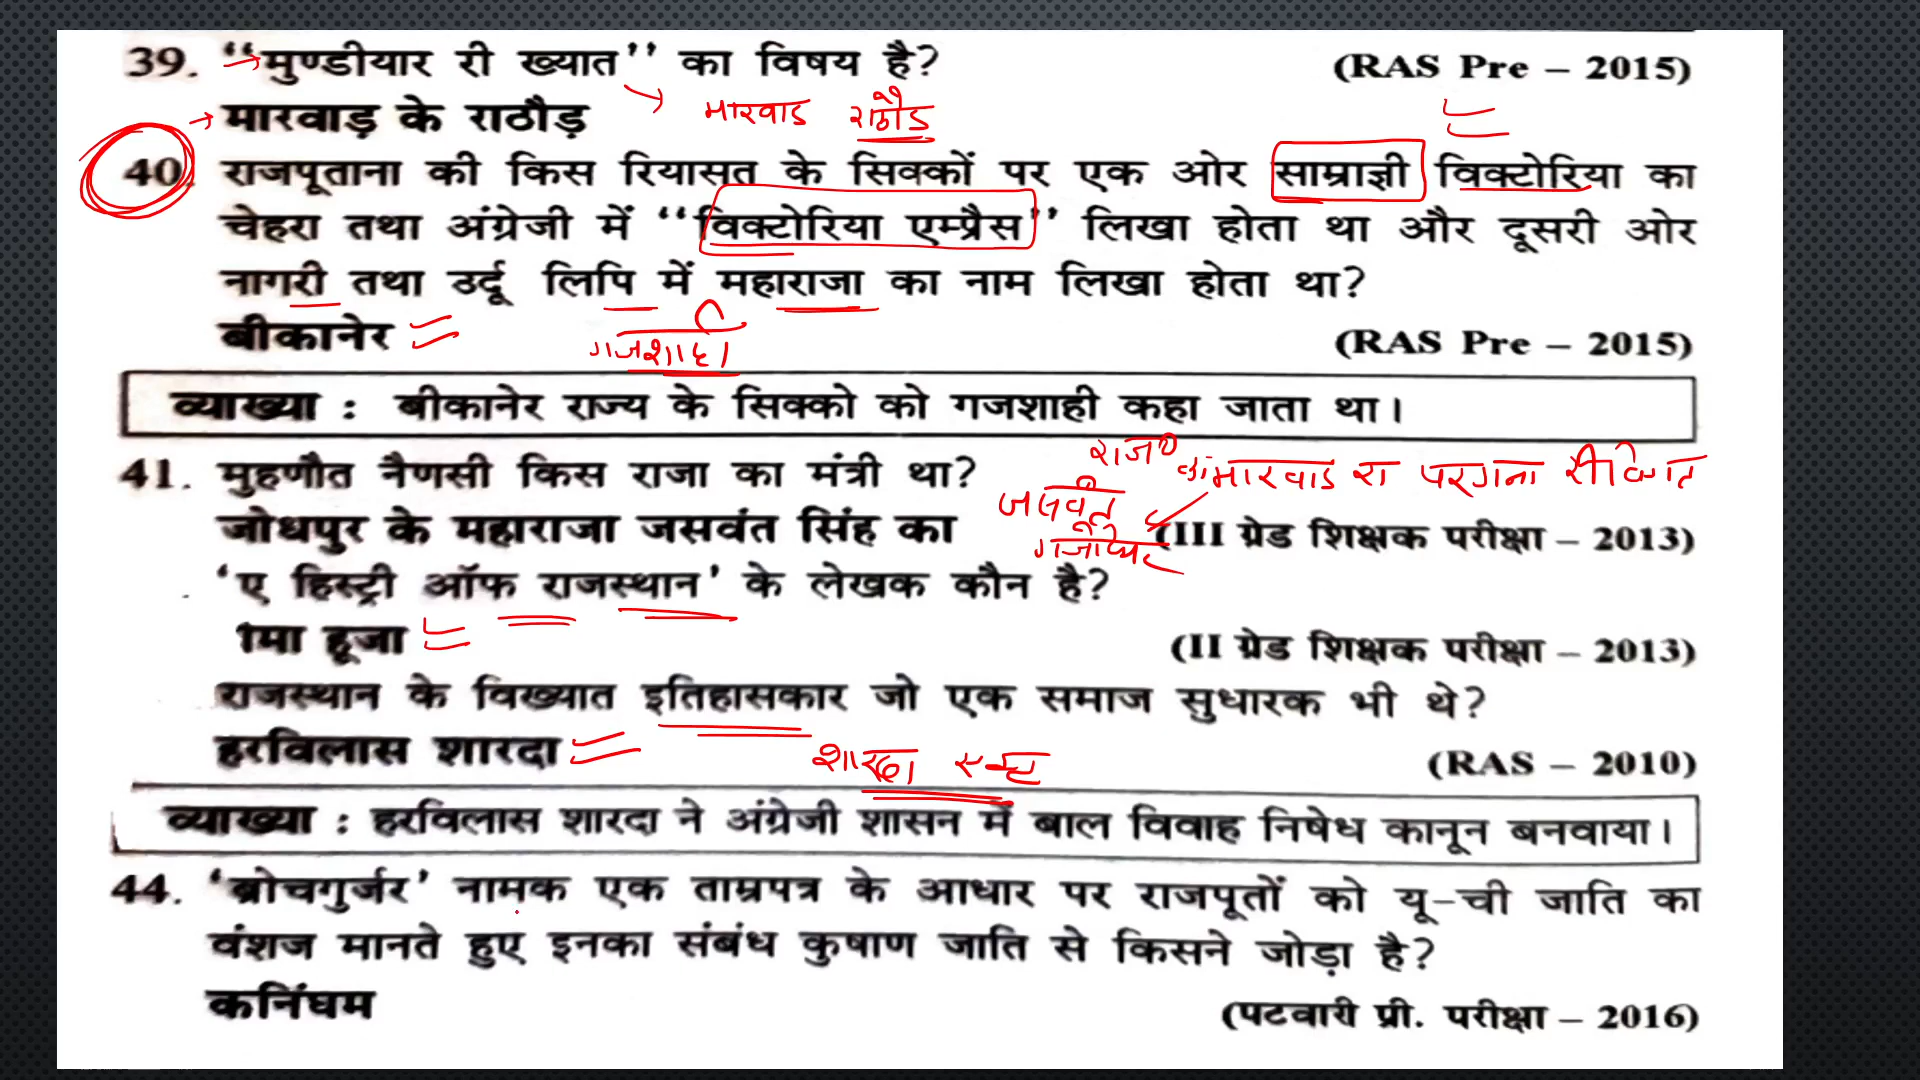 39. “मुण्डीयार री ख्यात” का विषय है? (RAS Pre – 2015)
मारवाड़ के राठौड़ मारवाड राठौड
40. राजपूताना की किस रियासत के सिक्कों पर एक ओर साम्राज्ञी विक्टोरिया का
चेहरा तथा अंग्रेजी में “विक्टोरिया एम्प्रैस” लिखा होता था और दूसरी ओर
नागरी तथा उर्दू लिपि में महाराजा का नाम लिखा होता था?
बीकानेर (RAS Pre – 2015)
गजशाही
व्याख्या : बीकानेर राज्य के सिक्को को गजशाही कहा जाता था।
41. मुहणौत नैणसी किस राजा का मंत्री था?
मारवाड रा परगना री विगत
जसवंत
जोधपुर के महाराजा जसवंत सिंह का (III ग्रेड शिक्षक परीक्षा – 2013)
‘ए हिस्ट्री ऑफ राजस्थान’ के लेखक कौन है?
िमा हूजा (II ग्रेड शिक्षक परीक्षा – 2013)
राजस्थान के विख्यात इतिहासकार जो एक समाज सुधारक भी थे?
हरविलास शारदा (RAS – 2010)
शारदा एक्ट
व्याख्या : हरविलास शारदा ने अंग्रेजी शासन में बाल विवाह निषेध कानून बनवाया।
44. ‘ब्रोचगुर्जर’ नामक एक ताम्रपत्र के आधार पर राजपूतों को यू-ची जाति का
वंशज मानते हुए इनका संबंध कुषाण जाति से किसने जोड़ा है?
कनिंघम (पटवारी प्री. परीक्षा – 2016)